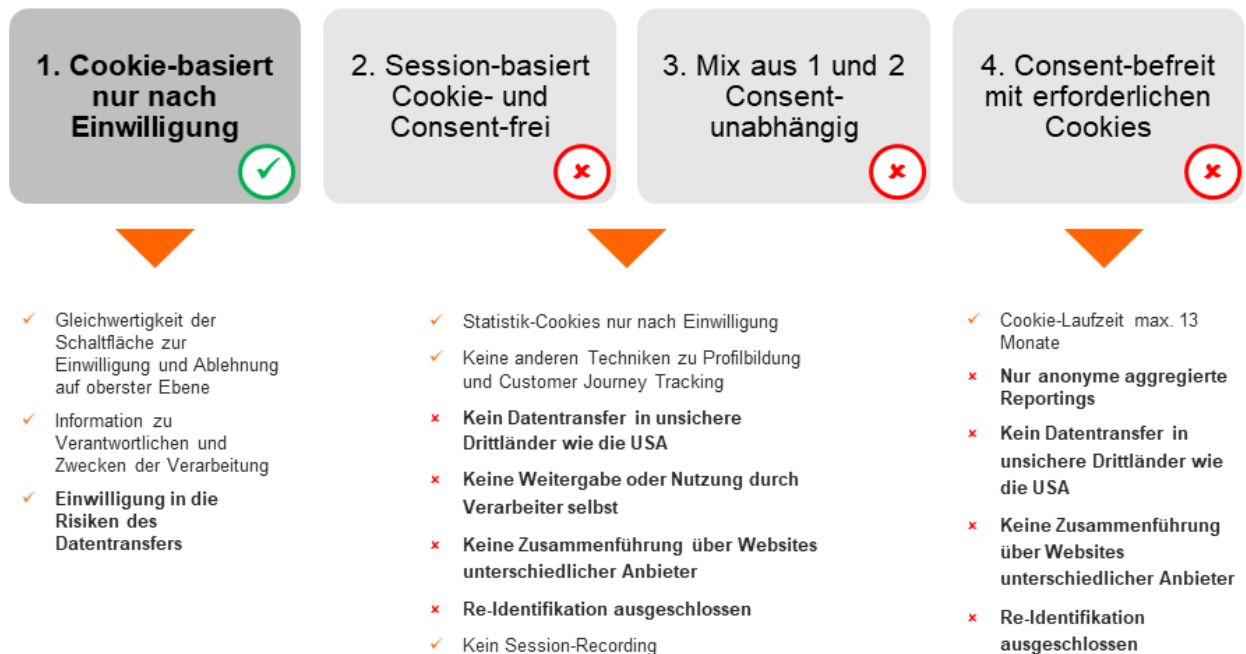 1. Cookie-basiert
nur nach
Einwilligung
2. Session-basiert
Cookie- und
Consent-frei
3. Mix aus 1 und 2
Consent-
unabhängig
4. Consent-befreit
mit erforderlichen
Cookies
Gleichwertigkeit der
Schaltfläche zur
Einwilligung und Ablehnung
auf oberster Ebene
Information zu
Verantwortlichen und
Zwecken der Verarbeitung
Einwilligung in die
Risiken des
Datentransfers
Statistik-Cookies nur nach Einwilligung
Keine anderen Techniken zu Profilbildung
und Customer Journey Tracking
Kein Datentransfer in unsichere
Drittländer wie die USA
Keine Weitergabe oder Nutzung durch
Verarbeiter selbst
Keine Zusammenführung über Websites
unterschiedlicher Anbieter
Re-Identifikation ausgeschlossen
Kein Session-Recording
Cookie-Laufzeit max. 13
Monate
Nur anonyme aggregierte
Reportings
Kein Datentransfer in
unsichere Drittländer wie
die USA
Keine Zusammenführung
über Websites
unterschiedlicher Anbieter
Re-Identifikation
ausgeschlossen